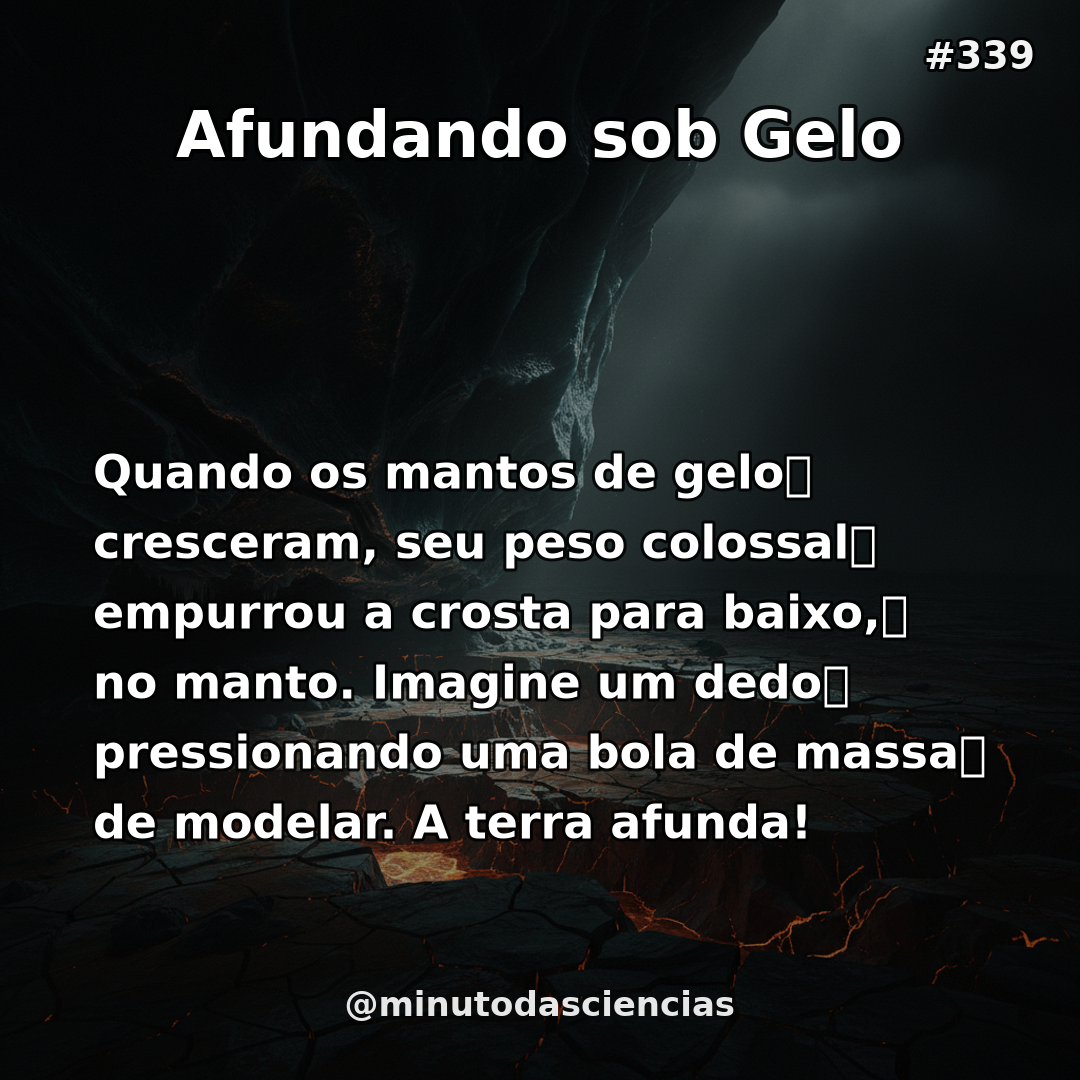 #339
Afundando sob Gelo
Quando os mantos de gelo▯
cresceram, seu peso colossal▯
empurrou a crosta para baixo,▯
no manto. Imagine um dedo▯
pressionando uma bola de massa▯
de modelar. A terra afunda!
@minutodasciencias